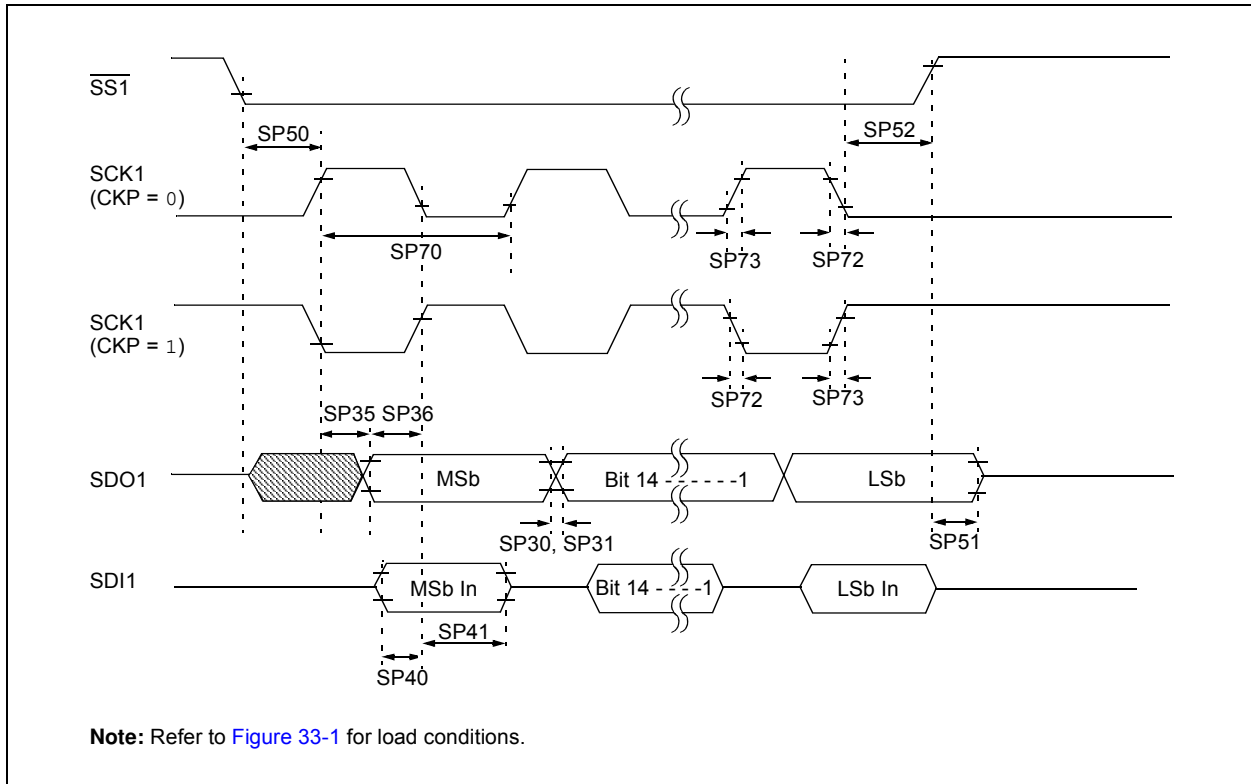 SS1
SP50
SP52
SCK1
(CKP = 0)
SP70
SP73
SP72
SCK1
(CKP = 1)
SP72
SP73
SP35 SP36
SDO1
MSb
Bit 14 - - - - - - -1
LSb
SP30, SP31
SP51
SDI1
MSb In
Bit 14 - - - -1
LSb In
SP41
SP40
Note: Refer to Figure 33-1 for load conditions.